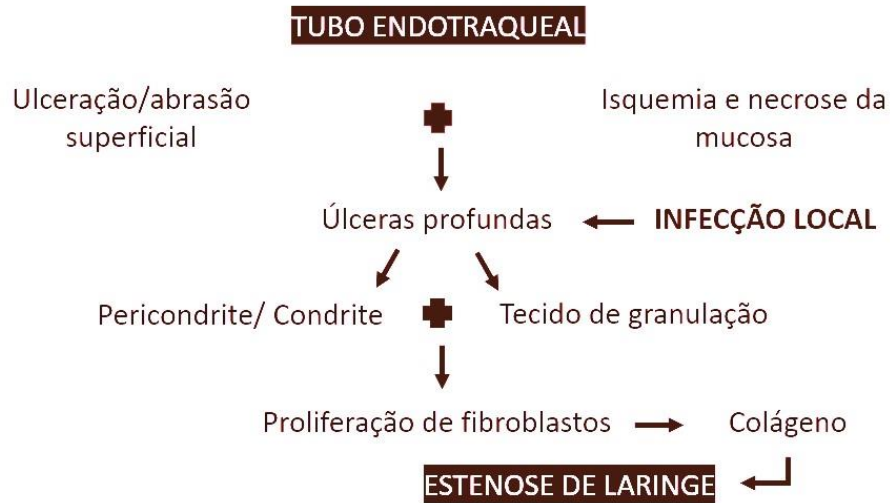 TUBO ENDOTRAQUEAL
Ulceração/abrasão
superficial
Isquemia e necrose da
mucosa
Úlceras profundas
INFECÇÃO LOCAL
Pericondrite/ Condrite
Tecido de granulação
Proliferação de fibroblastos
Colágeno
ESTENOSE DE LARINGE